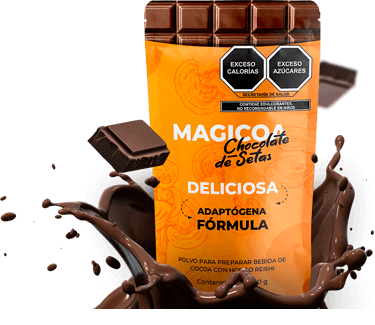 EXCESO
CALORÍAS
EXCESO
AZÚCARES
SECRETARÍA DE SALUD
CONTIENE EDULCORANTES,
NO RECOMENDABLE EN NIÑOS
MAGICOA
Chocolate
de Setas
DELICIOSA
ADAPTÓGENA
FÓRMULA
POLVO PARA PREPARAR BEBIDA DE
COCOA CON REISHI